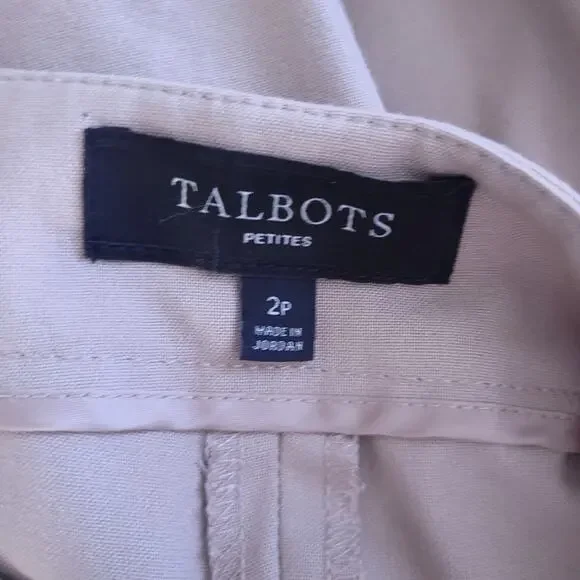 TALBOTS
PETITES
2P
MADE IN
JORDAN